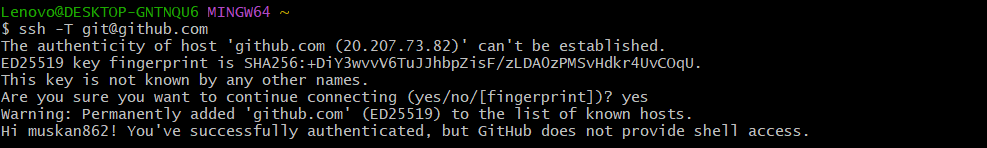 Lenovo@DESKTOP-GNTNQU6 MINGW64 ~
$ ssh -T git@github.com
The authenticity of host 'github.com (20.207.73.82)' can't be established.
ED25519 key fingerprint is SHA256:+DiY3wvvV6TuJJhbpZisF/zLDA0zPMSvHdkr4UvCOqU.
This key is not known by any other names.
Are you sure you want to continue connecting (yes/no/[fingerprint])? yes
Warning: Permanently added 'github.com' (ED25519) to the list of known hosts.
Hi muskan862! You've successfully authenticated, but GitHub does not provide shell access.